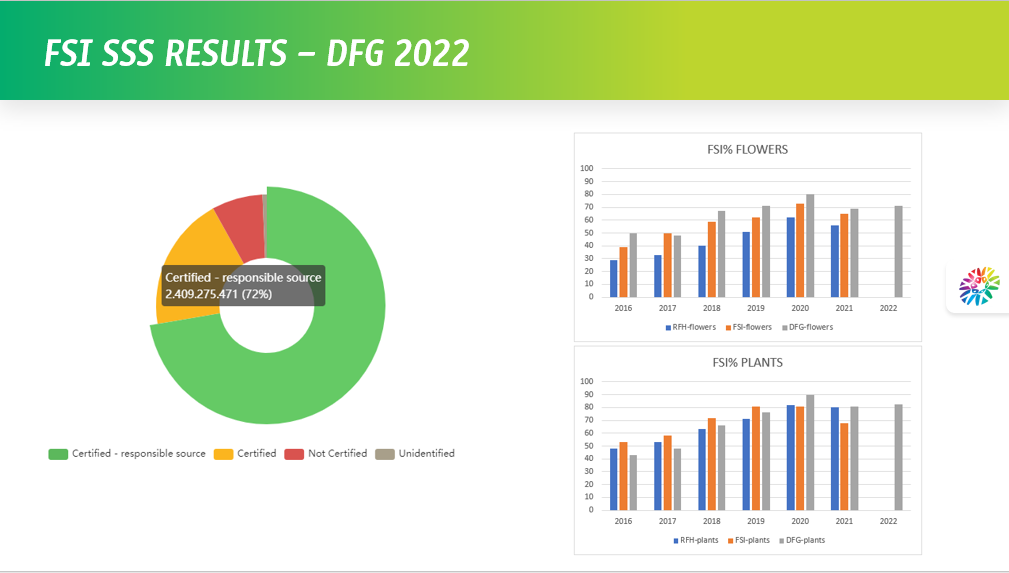 FSI SSS RESULTS – DFG 2022
Certified - responsible source
2.409.275.471 (72%)
Certified - responsible source Certified Not Certified Unidentified
FSI% FLOWERS
100
90
80
70
60
50
40
30
20
10
0
2016 2017 2018 2019 2020 2021 2022
RFH-flowers FSI-flowers DFG-flowers
FSI% PLANTS
100
90
80
70
60
50
40
30
20
10
0
2016 2017 2018 2019 2020 2021 2022
RFH-plants FSI-plants DFG-plants